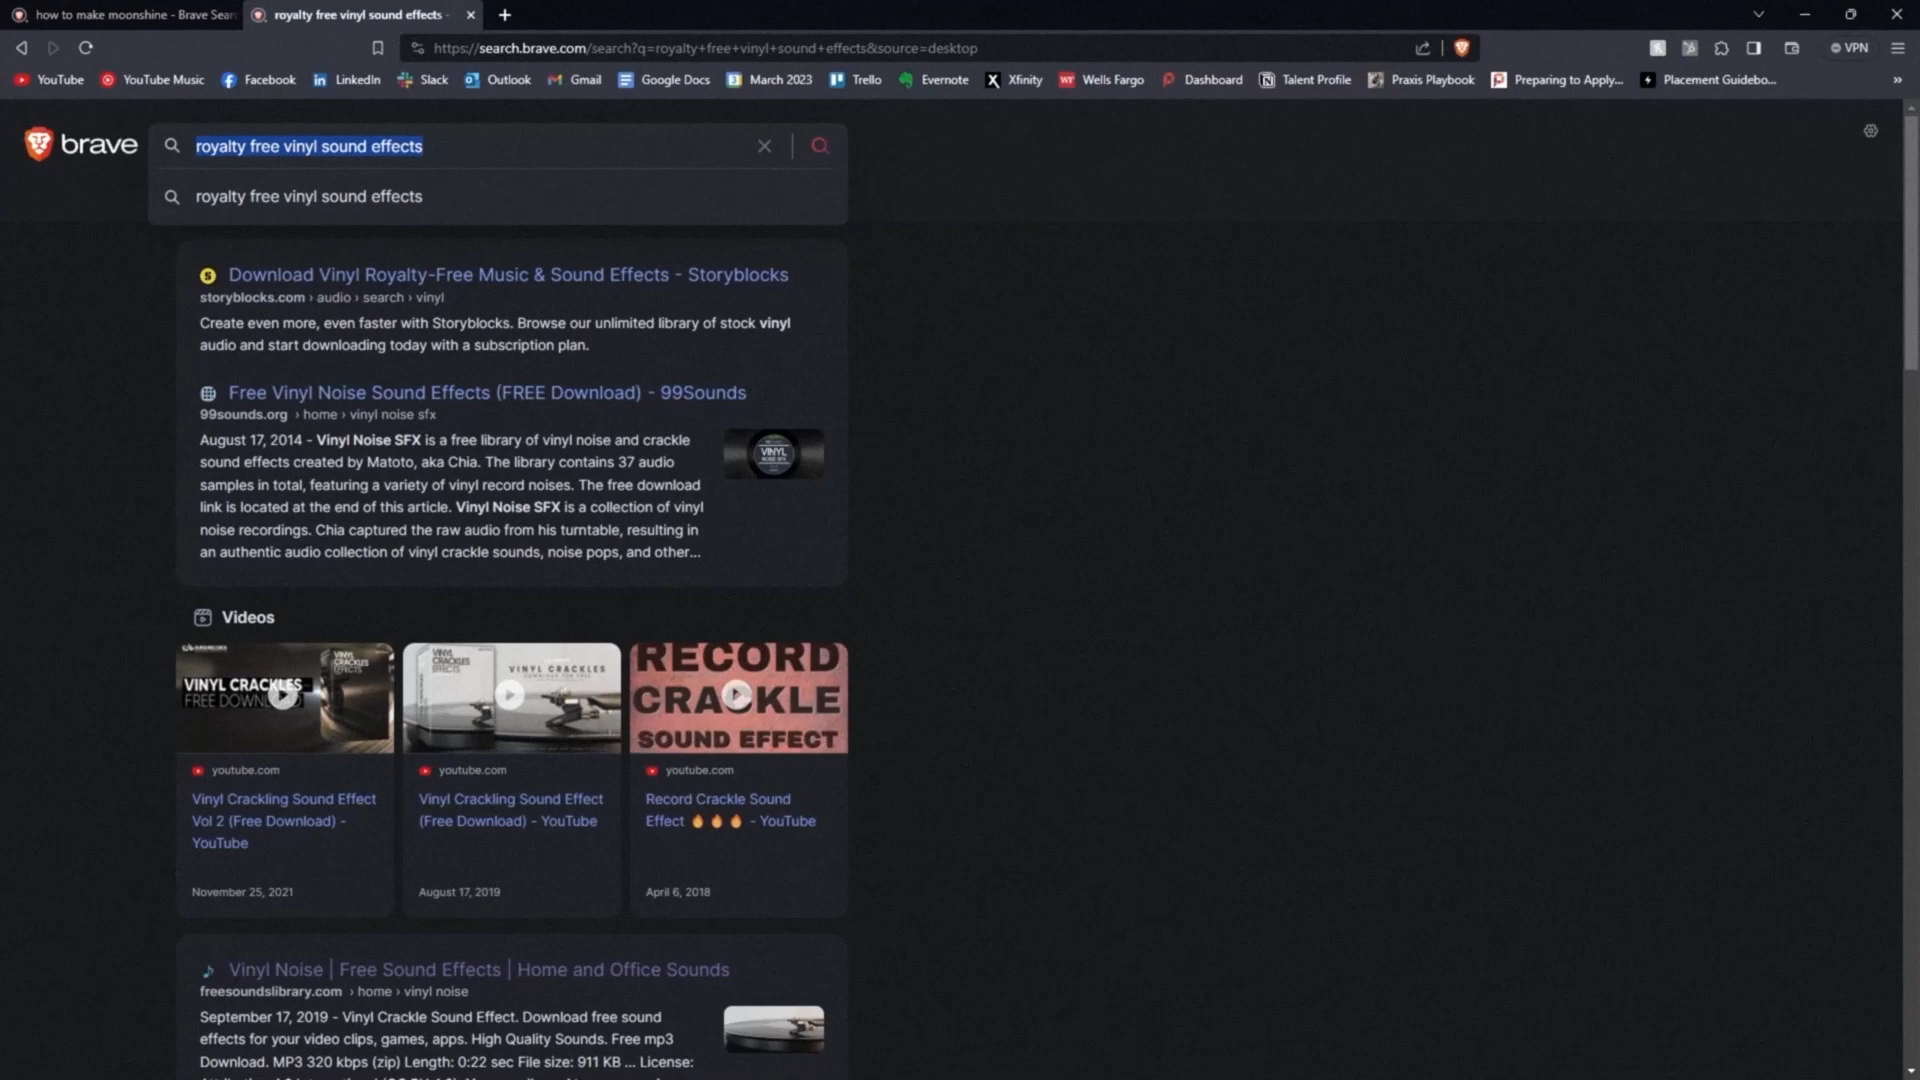 how to make moonshine - Brave Sear
royalty free vinyl sound effects -
https://search.brave.com/search?q=royalty+free+vinyl+sound+effects&source=desktop
VPN
YouTube
YouTube Music
Facebook
LinkedIn
Slack
Outlook
Gmail
Google Docs
March 2023
Trello
Evernote
Xfinity
Wells Fargo
Dashboard
Talent Profile
Praxis Playbook
Preparing to Apply...
Placement Guidebo...
brave
royalty free vinyl sound effects
royalty free vinyl sound effects
Download Vinyl Royalty-Free Music & Sound Effects - Storyblocks
storyblocks.com › audio › search › vinyl
Create even more, even faster with Storyblocks. Browse our unlimited library of stock vinyl
audio and start downloading today with a subscription plan.
Free Vinyl Noise Sound Effects (FREE Download) - 99Sounds
99sounds.org › home › vinyl noise sfx
August 17, 2014 - Vinyl Noise SFX is a free library of vinyl noise and crackle
sound effects created by Matoto, aka Chia. The library contains 37 audio
samples in total, featuring a variety of vinyl record noises. The free download
link is located at the end of this article. Vinyl Noise SFX is a collection of vinyl
noise recordings. Chia captured the raw audio from his turntable, resulting in
an authentic audio collection of vinyl crackle sounds, noise pops, and other...
VINYL
NOISE SFX
Videos
VINYL CRACKLES
FREE DOWNLOAD
VINYL
CRACKLES
EFFECTS
VINYL
CRACKLES
EFFECTS
VINYL CRACKLES
DOWNLOAD FOR FREE
RECORD
CRACKLE
SOUND EFFECT
youtube.com
Vinyl Crackling Sound Effect
Vol 2 (Free Download) -
YouTube
November 25, 2021
youtube.com
Vinyl Crackling Sound Effect
(Free Download) - YouTube
August 17, 2019
youtube.com
Record Crackle Sound
Effect 🔥🔥🔥 - YouTube
April 6, 2018
Vinyl Noise | Free Sound Effects | Home and Office Sounds
freesoundslibrary.com › home › vinyl noise
September 17, 2019 - Vinyl Crackle Sound Effect. Download free sound
effects for your video clips, games, apps. High Quality Sounds. Free mp3
Download. MP3 320 kbps (zip) Length: 0:22 sec File size: 911 KB ... License: